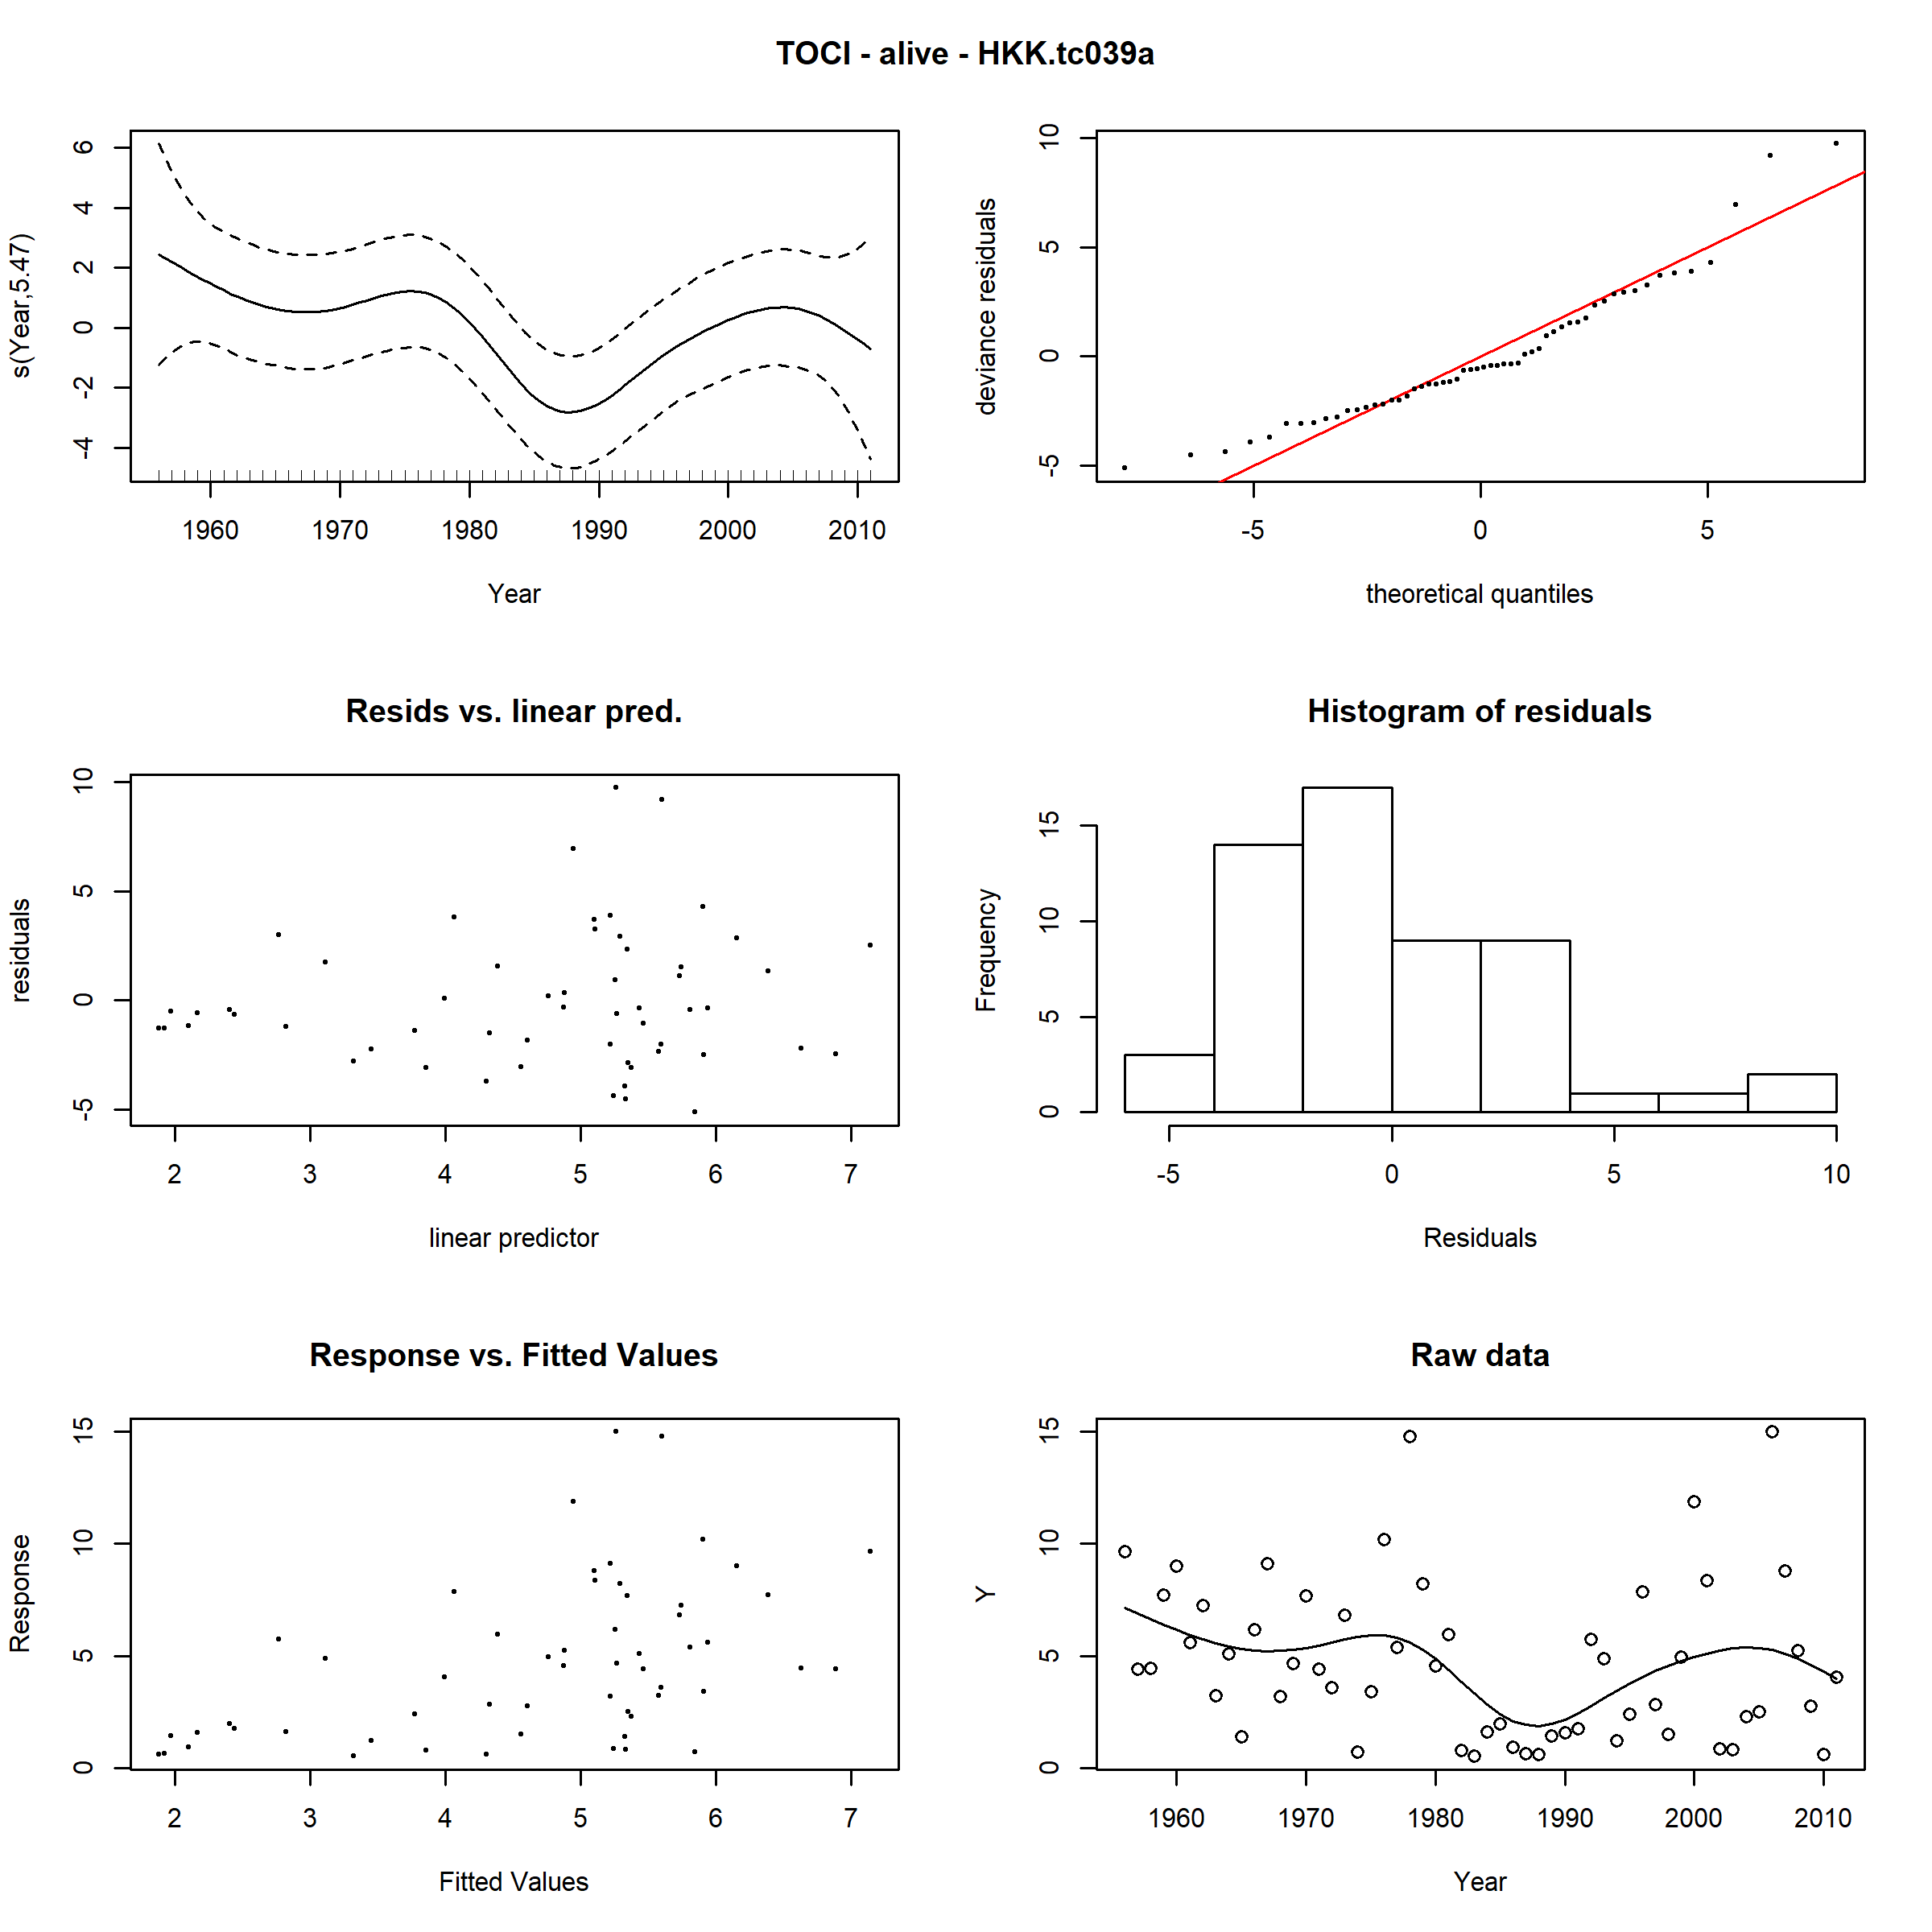 TOCI - alive - HKK.tc039a
s(Year,5.47)
-4 -2 0 2 4 6
1960 1970 1980 1990 2000 2010
Year
deviance residuals
-5 0 5 10
-5 0 5
theoretical quantiles
Resids vs. linear pred.
residuals
-5 0 5 10
2 3 4 5 6 7
linear predictor
Histogram of residuals
Frequency
0 5 10 15
-5 0 5 10
Residuals
Response vs. Fitted Values
Response
0 5 10 15
2 3 4 5 6 7
Fitted Values
Raw data
Y
0 5 10 15
1960 1970 1980 1990 2000 2010
Year